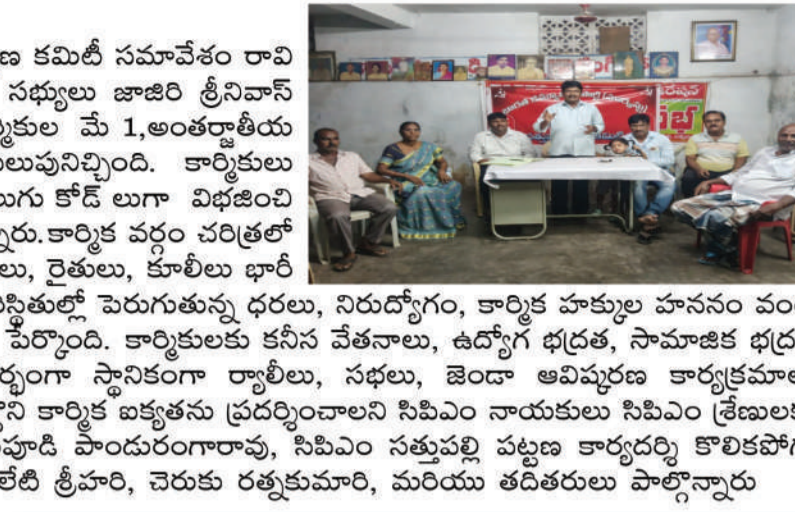 ణ కమిటీ సమావేశం రావి
సభ్యులు జాజిరి శ్రీనివాస్
ర్మికుల మే 1,అంతర్జాతీయ
లుపునిచ్చింది. కార్మికులు
లుగు కోడ్ లుగా విభజించి
్నారు.కార్మిక వర్గం చరిత్రలో
లు, రైతులు, కూలీలు భారీ
స్థితుల్లో పెరుగుతున్న ధరలు, నిరుద్యోగం, కార్మిక హక్కుల హననం వం
పేర్కొంది. కార్మికులకు కనీస వేతనాలు, ఉద్యోగ భద్రత, సామాజిక భద్ర
ర్భంగా స్థానికంగా ర్యాలీలు, సభలు, జెండా ఆవిష్కరణ కార్యక్రమాల
ని కార్మిక ఐక్యతను ప్రదర్శించాలని సిపిఎం నాయకులు సిపిఎం శ్రేణులక
పూడి పాండురంగారావు, సిపిఎం సత్తుపల్లి పట్టణ కార్యదర్శి కొలికపోగ
లేటి శ్రీహరి, చెరుకు రత్నకుమారి, మరియు తదితరులు పాల్గొన్నారు